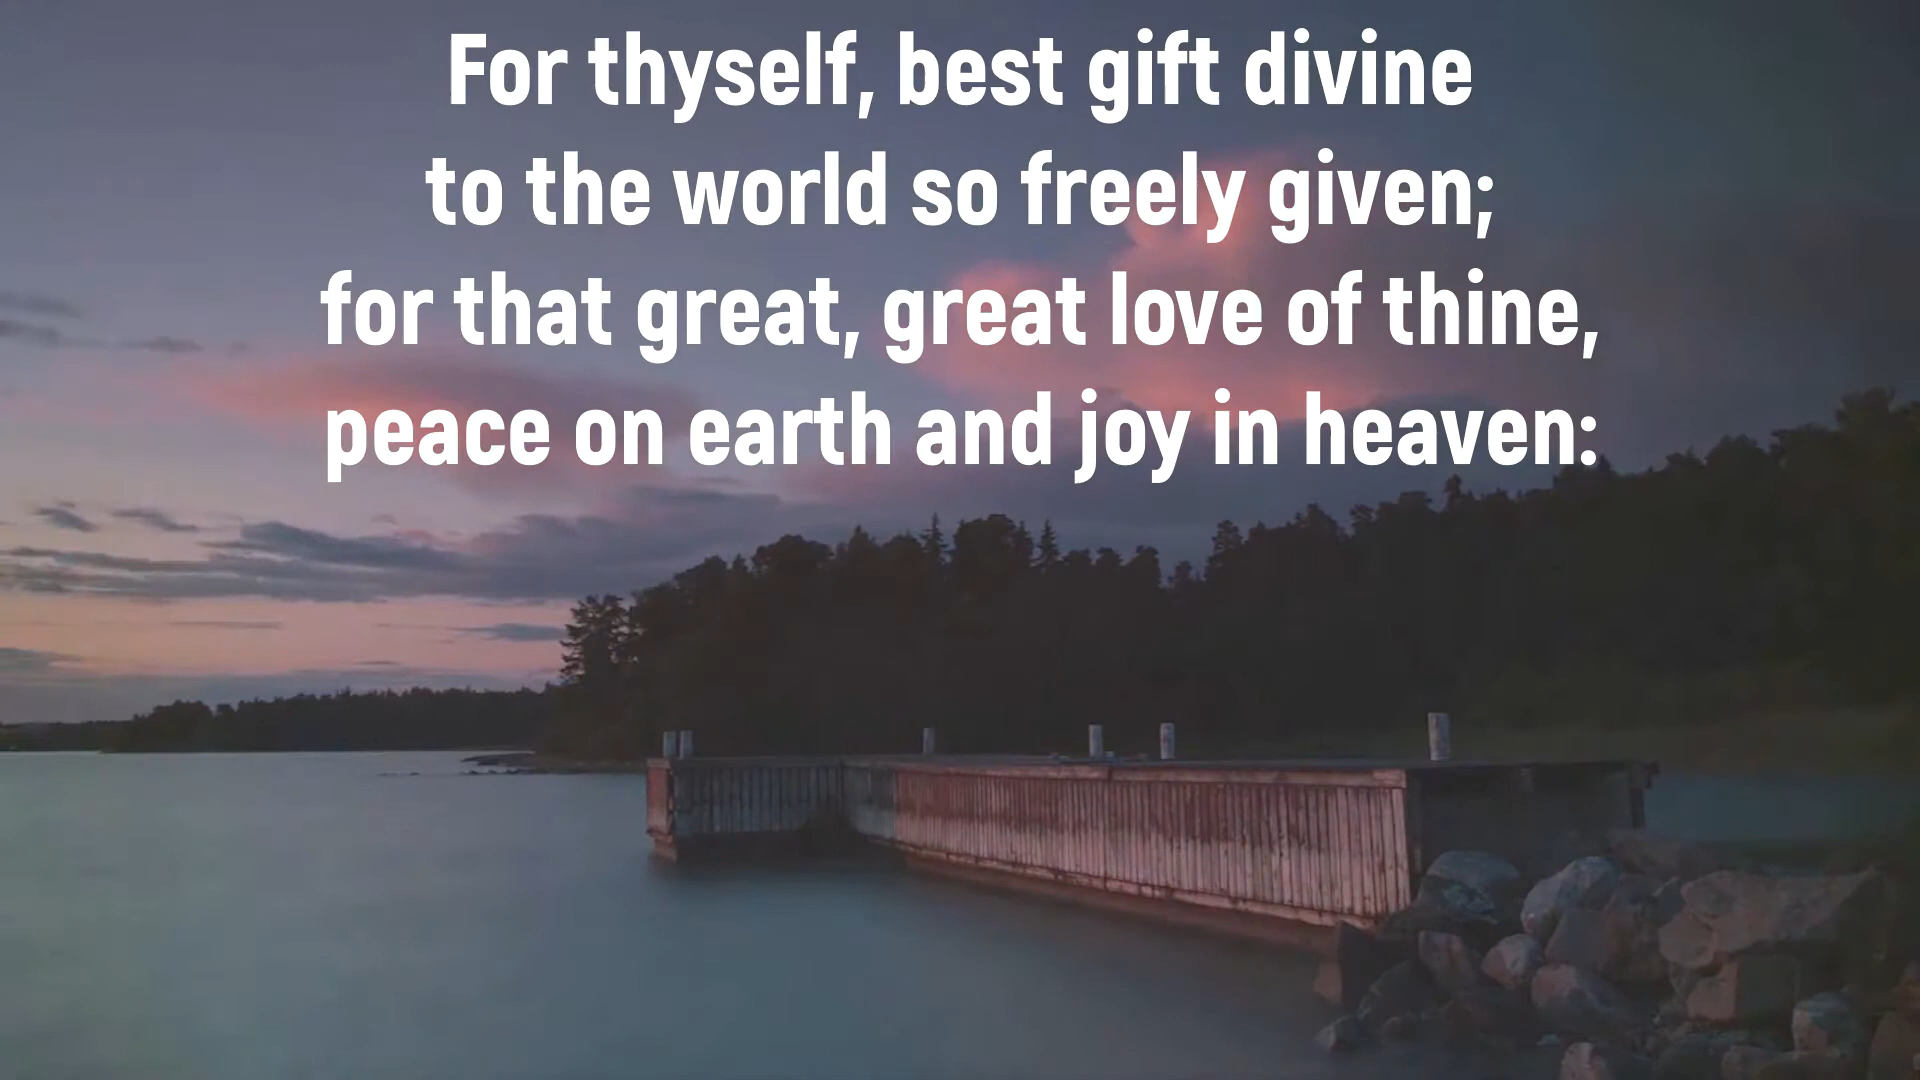 For thyself, best gift divine
to the world so freely given;
for that great, great love of thine,
peace on earth and joy in heaven: